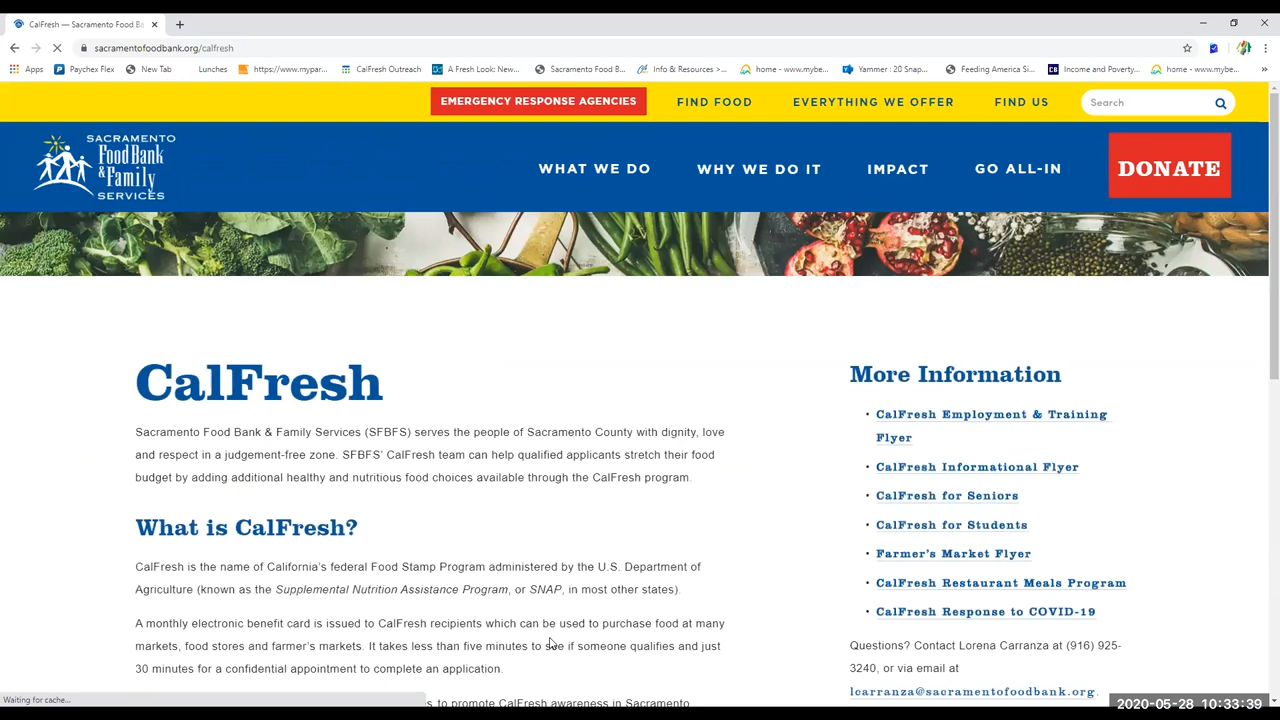 CalFresh — Sacramento Food Ba
sacramentofoodbank.org/calfresh
Apps Paychex Flex New Tab Lunches https://www.mypar... CalFresh Outreach A Fresh Look: New... Sacramento Food B... Info & Resources >... home - www.mybe... Yammer : 20 Snap... Feeding America Si... Income and Poverty... home - www.mybe... »
EMERGENCY RESPONSE AGENCIES FIND FOOD EVERYTHING WE OFFER FIND US Search
SACRAMENTO
Food Bank
& Family
SERVICES
WHAT WE DO WHY WE DO IT IMPACT GO ALL-IN DONATE
CalFresh
Sacramento Food Bank & Family Services (SFBFS) serves the people of Sacramento County with dignity, love
and respect in a judgement-free zone. SFBFS' CalFresh team can help qualified applicants stretch their food
budget by adding additional healthy and nutritious food choices available through the CalFresh program.
What is CalFresh?
CalFresh is the name of California's federal Food Stamp Program administered by the U.S. Department of
Agriculture (known as the Supplemental Nutrition Assistance Program, or SNAP, in most other states).
A monthly electronic benefit card is issued to CalFresh recipients which can be used to purchase food at many
markets, food stores and farmer's markets. It takes less than five minutes to see if someone qualifies and just
30 minutes for a confidential appointment to complete an application.
to promote CalFresh awareness in Sacramento
More Information
• CalFresh Employment & Training
Flyer
• CalFresh Informational Flyer
• CalFresh for Seniors
• CalFresh for Students
• Farmer's Market Flyer
• CalFresh Restaurant Meals Program
• CalFresh Response to COVID-19
Questions? Contact Lorena Carranza at (916) 925-
3240, or via email at
lcarranza@sacramentofoodbank.org.
Waiting for cache...
2020-05-28 10:33:39